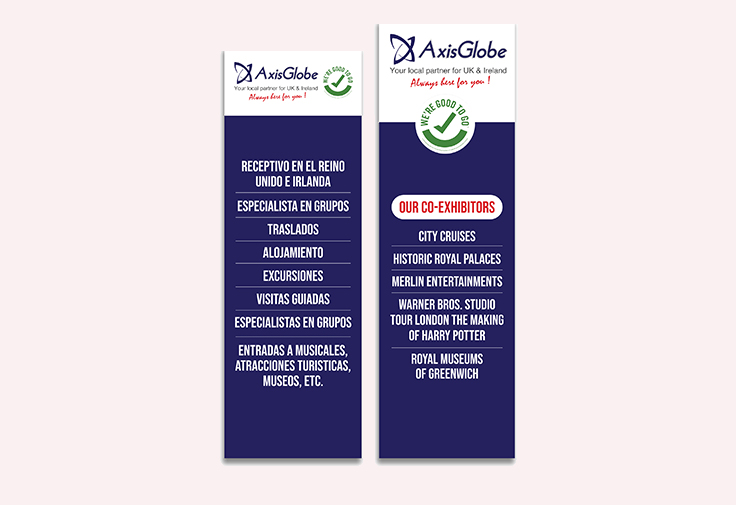 AxisGlobe
Your local partner for UK & Ireland
Always here for you !
WE'RE GOOD TO GO
RECEPTIVO EN EL REINO
UNIDO E IRLANDA
ESPECIALISTA EN GRUPOS
TRASLADOS
ALOJAMIENTO
EXCURSIONES
VISITAS GUIADAS
ESPECIALISTAS EN GRUPOS
ENTRADAS A MUSICALES,
ATRACCIONES TURISTICAS,
MUSEOS, ETC.
AxisGlobe
Your local partner for UK & Ireland
Always here for you !
WE'RE GOOD TO GO
OUR CO-EXHIBITORS
CITY CRUISES
HISTORIC ROYAL PALACES
MERLIN ENTERTAINMENTS
WARNER BROS. STUDIO
TOUR LONDON THE MAKING
OF HARRY POTTER
ROYAL MUSEUMS
OF GREENWICH